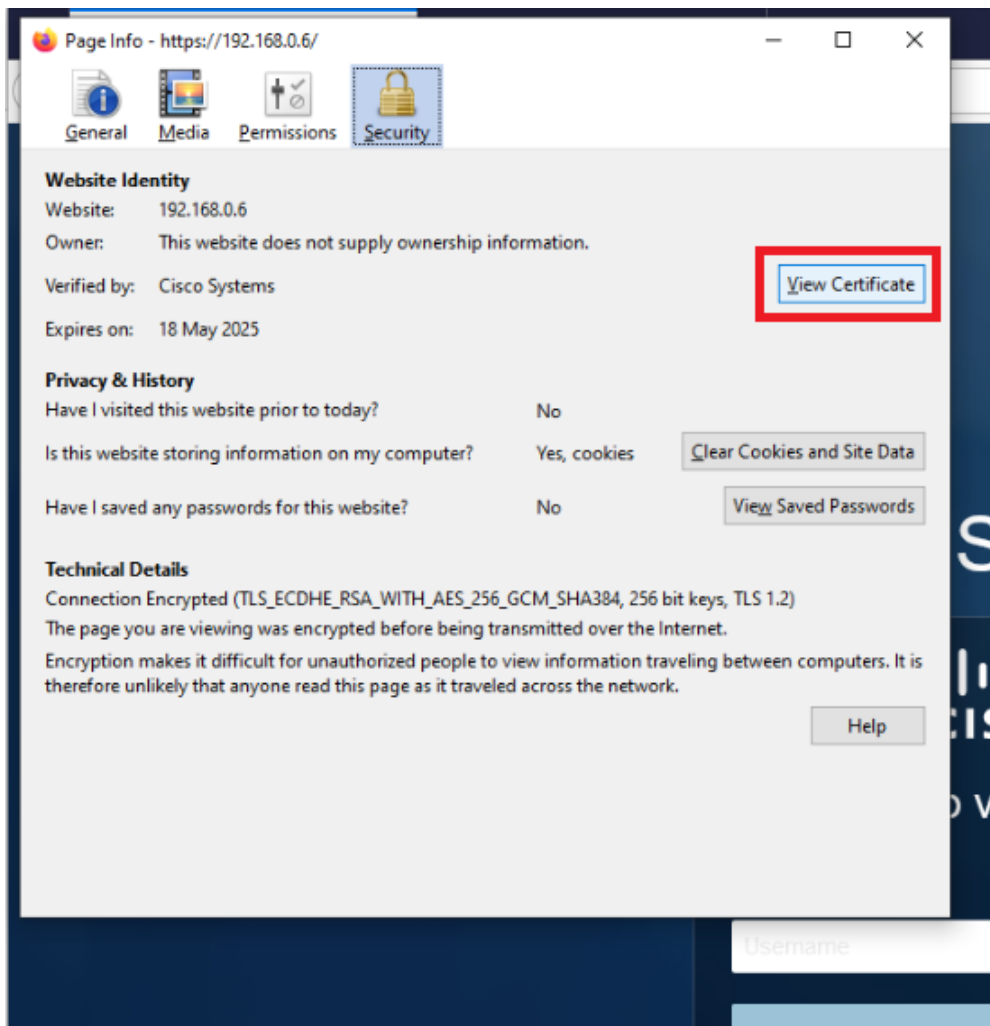 Page Info - https://192.168.0.6/
General Media Permissions Security
Website Identity
Website: 192.168.0.6
Owner: This website does not supply ownership information.
Verified by: Cisco Systems
View Certificate
Expires on: 18 May 2025
Privacy & History
Have I visited this website prior to today? No
Is this website storing information on my computer? Yes, cookies Clear Cookies and Site Data
Have I saved any passwords for this website? No View Saved Passwords
Technical Details
Connection Encrypted (TLS_ECDHE_RSA_WITH_AES_256_GCM_SHA384, 256 bit keys, TLS 1.2)
The page you are viewing was encrypted before being transmitted over the Internet.
Encryption makes it difficult for unauthorized people to view information traveling between computers. It is
therefore unlikely that anyone read this page as it traveled across the network.
Help
Username